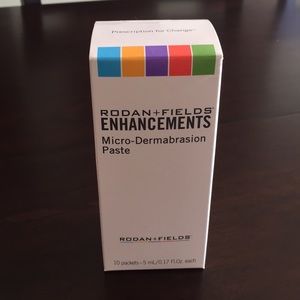 Prescription for Change®
RODAN+FIELDS®
ENHANCEMENTS
Micro-Dermabrasion
Paste
RODAN+FIELDS®
10 packets - 5 mL/0.17 Fl.Oz. each